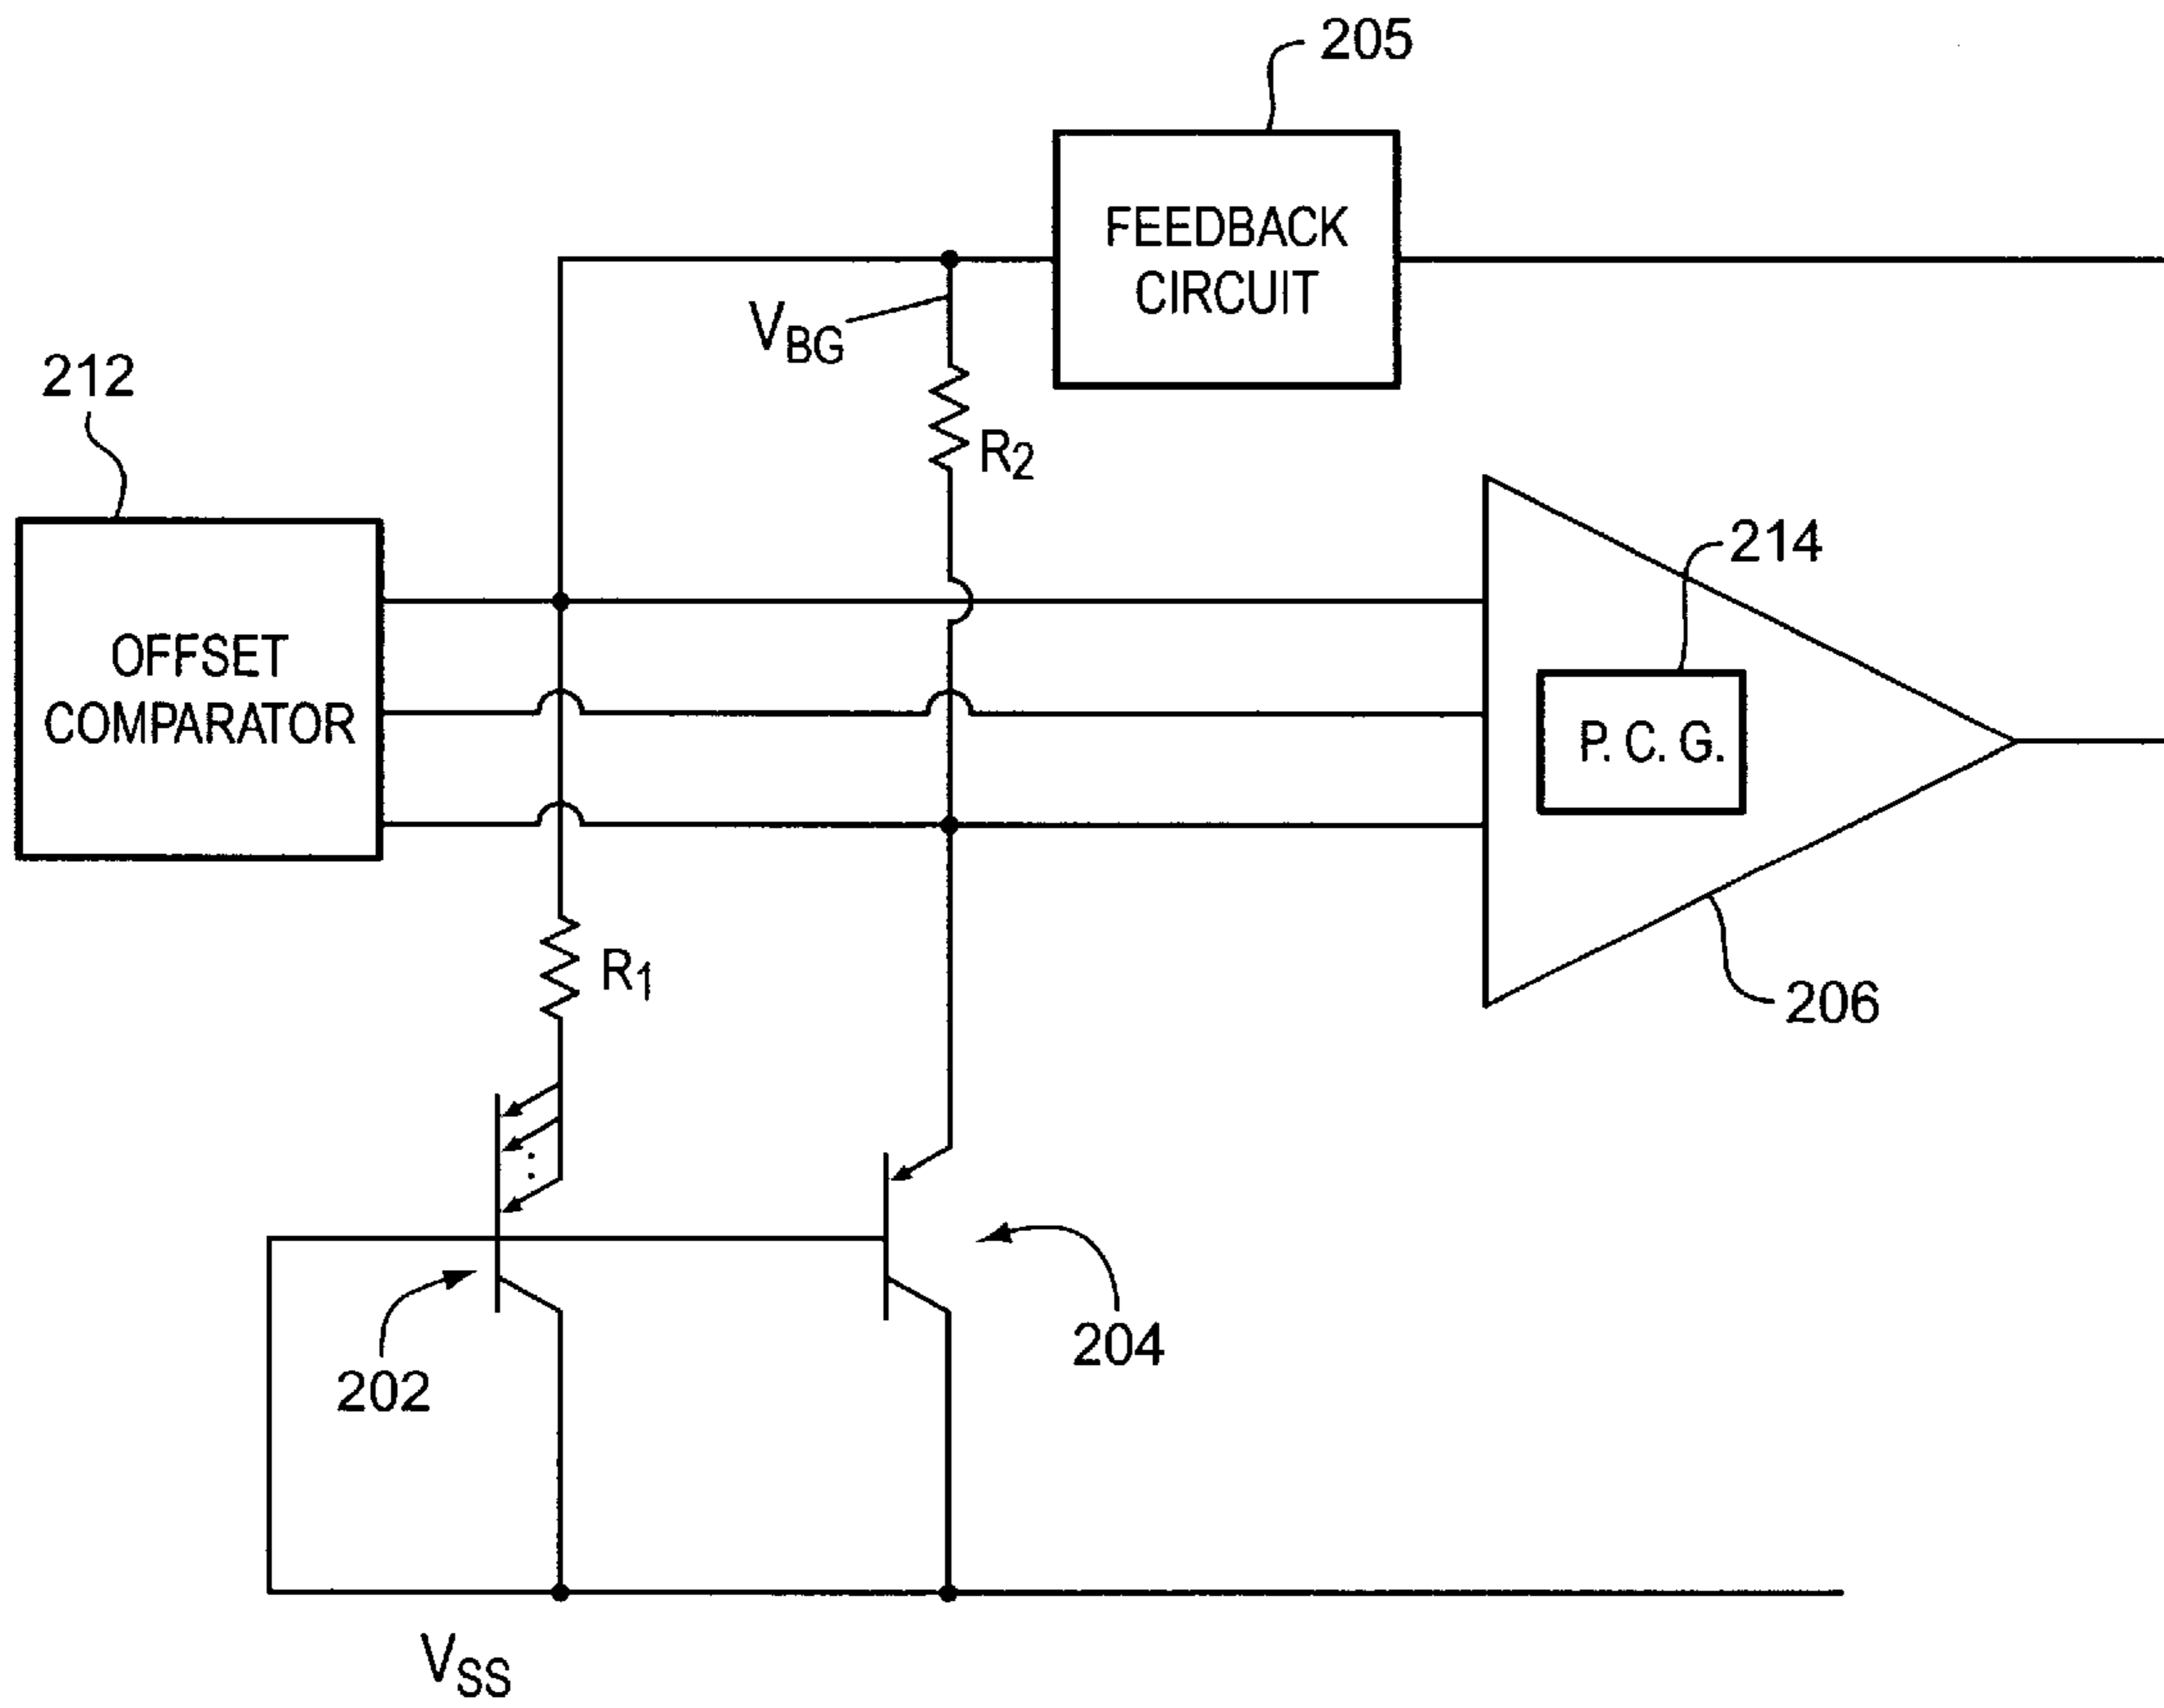 205
FEEDBACK
CIRCUIT
VBG
212
R2
214
OFFSET
COMPARATOR
P. C. G.
R1
206
202
204
VSS